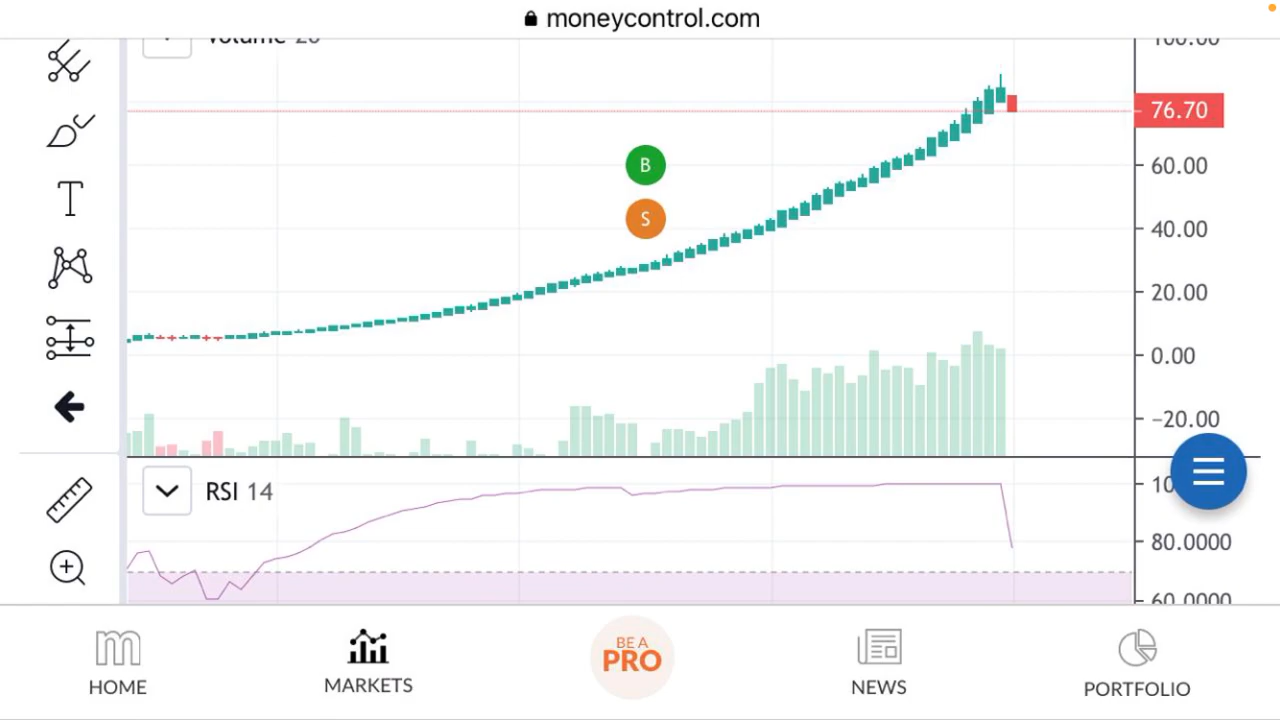 moneycontrol.com
Volume 20
100.00
76.70
60.00
40.00
20.00
0.00
−20.00
B
S
T
RSI 14
10
80.0000
60.0000
m
HOME
MARKETS
BE A
PRO
NEWS
PORTFOLIO